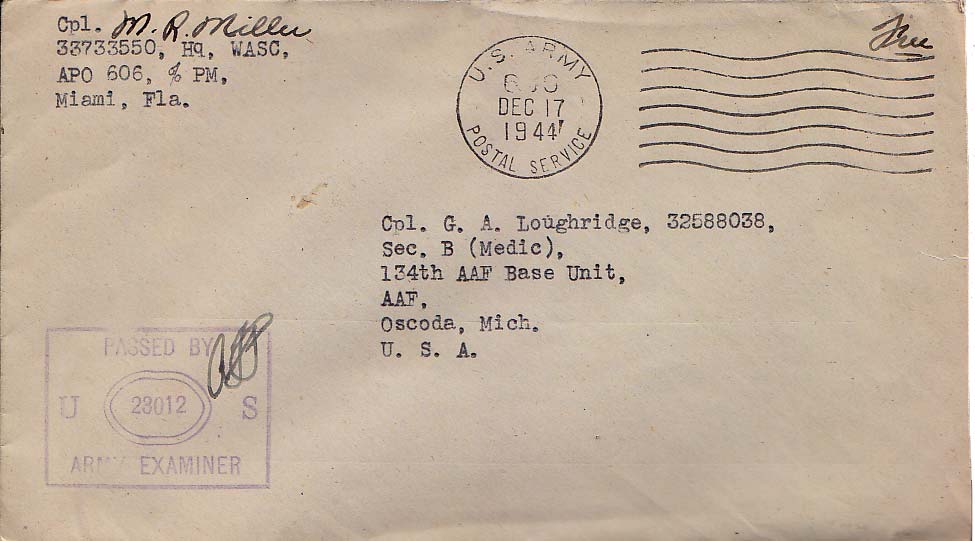 Cpl. M. R. Miller
33733550, Hq, WASC,
APO 606, c/o PM,
Miami, Fla.
Free
U.S. ARMY
DEC 17
1944
POSTAL SERVICE
Cpl. G. A. Loughridge, 32588038,
Sec. B (Medic),
134th AAF Base Unit,
AAF,
Oscoda, Mich.
U. S. A.
PASSED BY
U 23012 S
ARMY EXAMINER